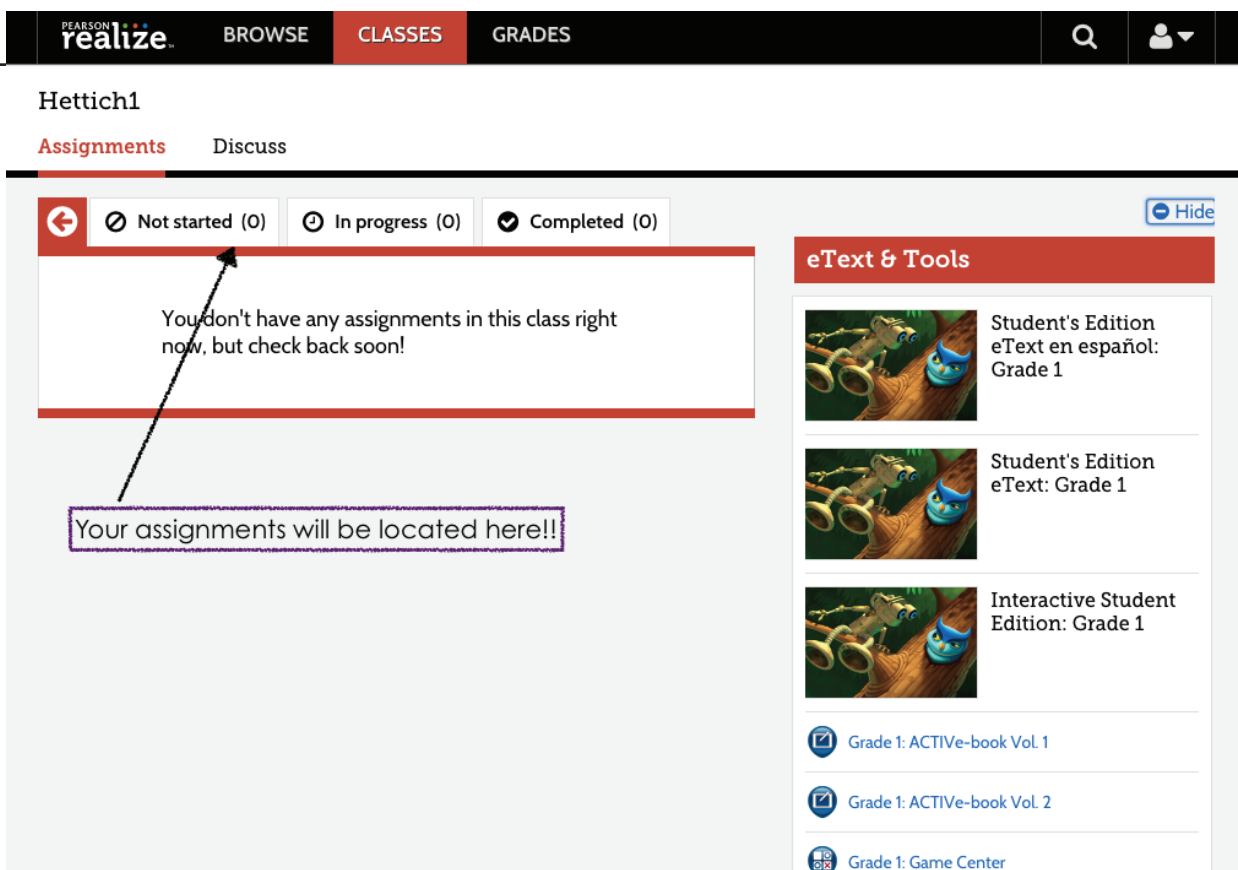 PEARSON
realize™ BROWSE CLASSES GRADES
Hettich1
Assignments Discuss
Not started (0) In progress (0) Completed (0)
Hide
eText & Tools
You don't have any assignments in this class right
now, but check back soon!
Your assignments will be located here!!
Student's Edition
eText en español:
Grade 1
Student's Edition
eText: Grade 1
Interactive Student
Edition: Grade 1
Grade 1: ACTIVe-book Vol. 1
Grade 1: ACTIVe-book Vol. 2
Grade 1: Game Center